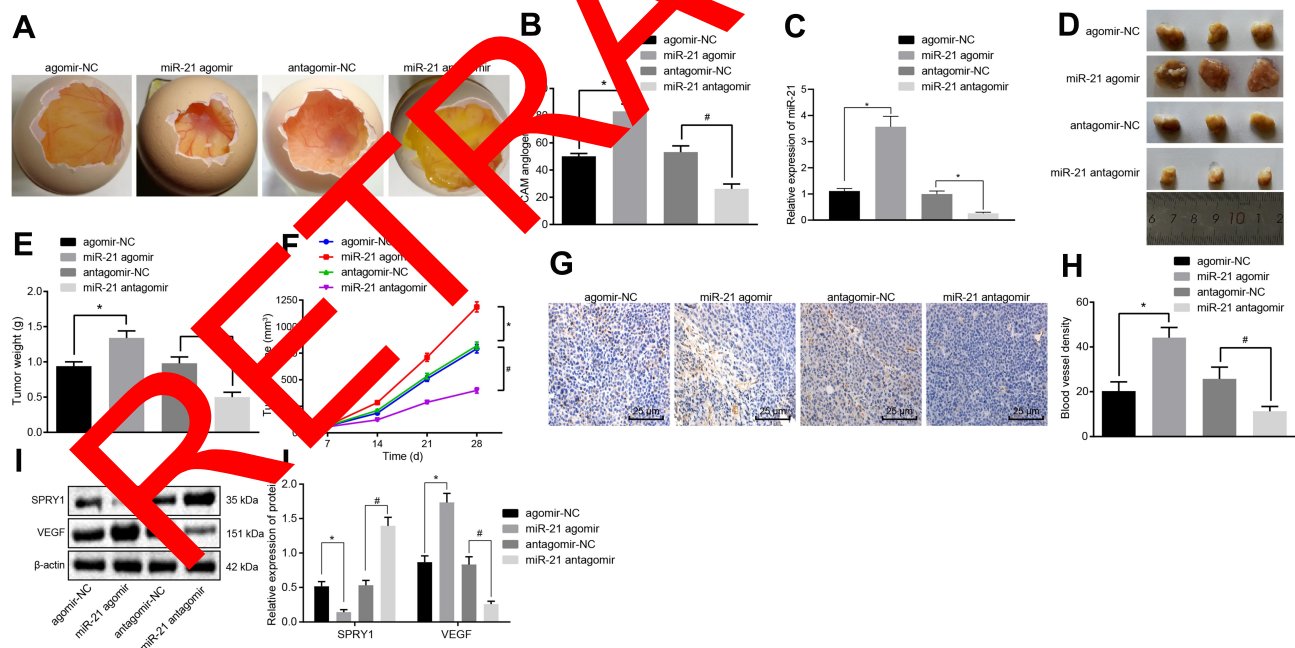 A
agomir-NC
miR-21 agomir
antagomir-NC
miR-21 antagomir
B
agomir-NC
miR-21 agomir
antagomir-NC
miR-21 antagomir
60
40
20
0
*
#
C
agomir-NC
miR-21 agomir
antagomir-NC
miR-21 antagomir
Relative expression of miR-21
5
4
3
2
1
0
*
*
D
agomir-NC
miR-21 agomir
antagomir-NC
miR-21 antagomir
6 7 8 9 10 1 2
E
agomir-NC
miR-21 agomir
antagomir-NC
miR-21 antagomir
Tumor weight (g)
2.0
1.5
1.0
0.5
0.0
*
F
agomir-NC
miR-21 agomir
antagomir-NC
miR-21 antagomir
(mm³)
1250
1000
500
7 14 21 28
Time (d)
*
#
G
agomir-NC
miR-21 agomir
antagomir-NC
miR-21 antagomir
25 μm
25 μm
25 μm
25 μm
H
agomir-NC
miR-21 agomir
antagomir-NC
miR-21 antagomir
Blood vessel density
60
40
20
0
*
#
I
SPRY1
35 kDa
VEGF
151 kDa
β-actin
42 kDa
agomir-NC
miR-21 agomir
antagomir-NC
miR-21 antagomir
Relative expression of protein
2.0
1.5
1.0
0.5
0.0
*
#
*
#
SPRY1
VEGF
agomir-NC
miR-21 agomir
antagomir-NC
miR-21 antagomir
RETRA